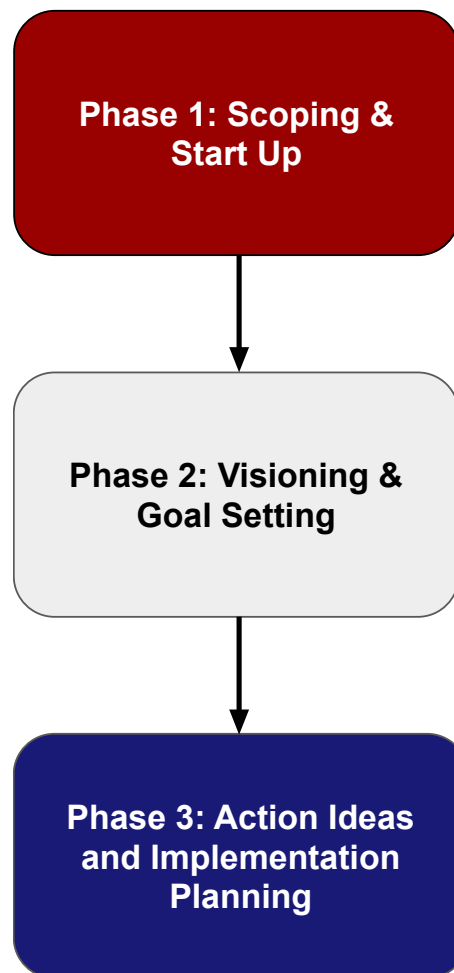 Phase 1: Scoping &
Start Up
Phase 2: Visioning &
Goal Setting
Phase 3: Action Ideas
and Implementation
Planning